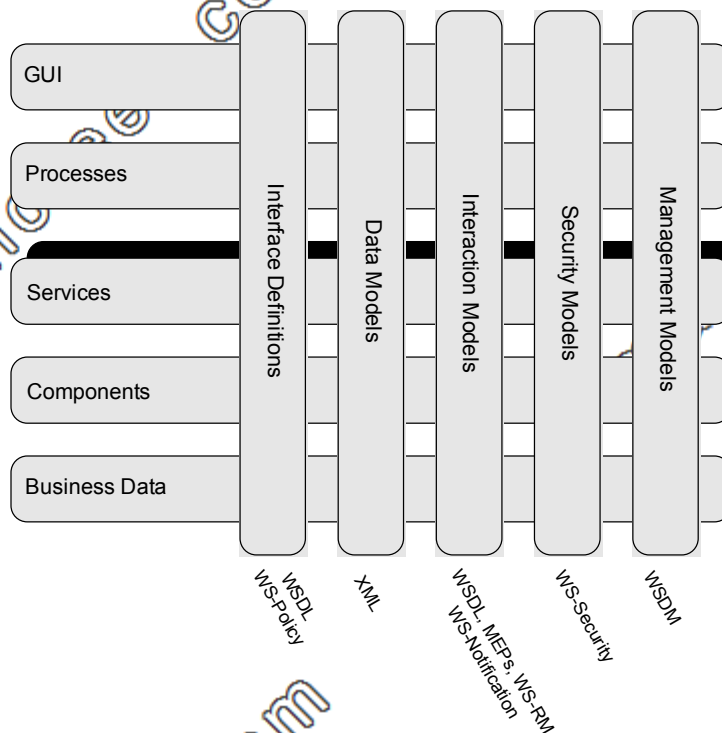 GUI
Processes
Services
Components
Business Data
Interface Definitions
Data Models
Interaction Models
Security Models
Management Models
WSDL
WS-Policy
XML
WSDL, MEPs, WS-RM
WS-Notification
WS-Security
WSDM